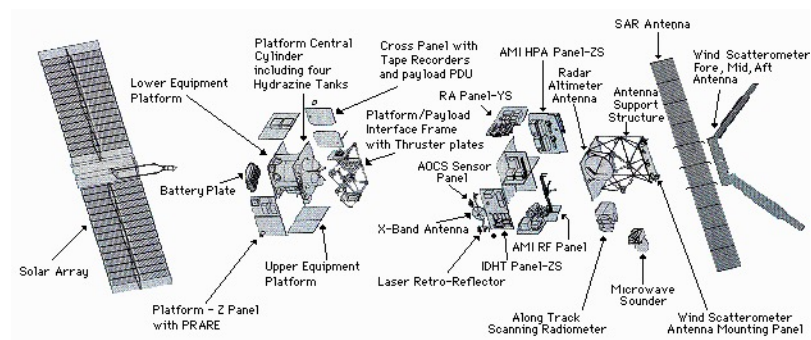 SAR Antenna
Platform Central
Cylinder
including four
Hydrazine Tanks
Cross Panel with
Tape Recorders
and payload PDU
AMI HPA Panel-ZS
Wind Scatterometer
Fore, Mid, Aft
Antenna
Lower Equipment
Platform
Radar
Altimeter
Antenna
Antenna
Support
Structure
RA Panel-YS
Platform/Payload
Interface Frame
with Thruster plates
AOCS Sensor
Panel
Battery Plate
X-Band Antenna
AMI RF Panel
Solar Array
Upper Equipment
Platform
IDHT Panel-ZS
Laser Retro-Reflector
Microwave
Sounder
Platform - Z Panel
with PRARE
Along Track
Scanning Radiometer
Wind Scatterometer
Antenna Mounting Panel